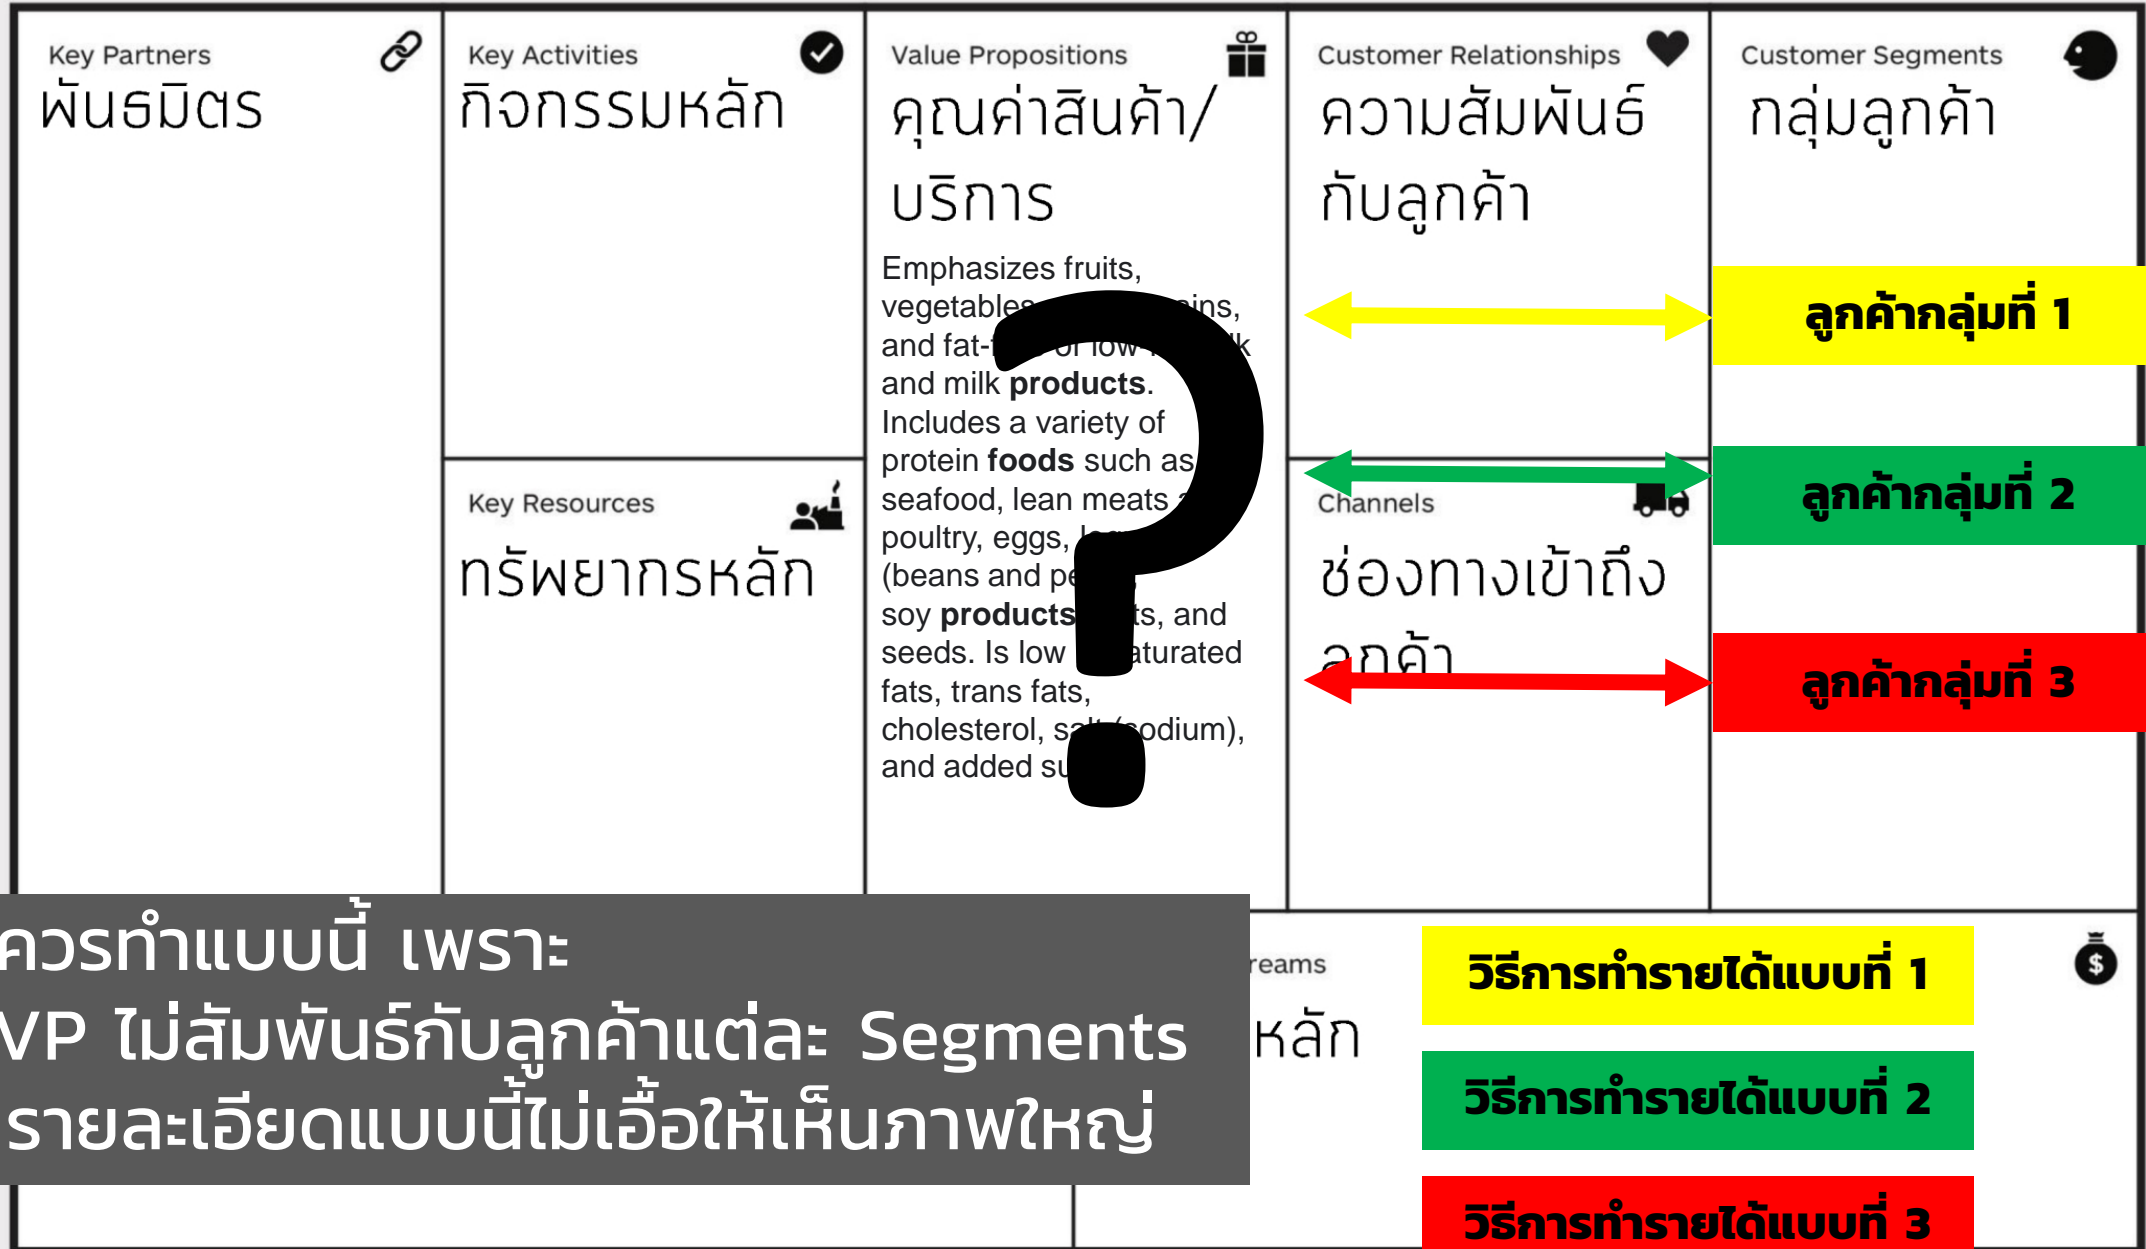 Key Partners
พันธมิตร
Key Activities
กิจกรรมหลัก
Value Propositions
คุณค่าสินค้า/
บริการ
Emphasizes fruits,
vegetables
and fat-
and milk products.
Includes a variety of
protein foods such as
seafood, lean meats
poultry, eggs,
(beans and
soy products and
seeds. Is low
fats, trans fats,
cholesterol,
and added
Customer Relationships
ความสัมพันธ์
กับลูกค้า
Customer Segments
กลุ่มลูกค้า
ลูกค้ากลุ่มที่ 1
ลูกค้ากลุ่มที่ 2
ลูกค้ากลุ่มที่ 3
Key Resources
ทรัพยากรหลัก
Channels
ช่องทางเข้าถึง
ลูกค้า
?
ควรทำแบบนี้ เพราะ
VP ไม่สัมพันธ์กับลูกค้าแต่ละ Segments
รายละเอียดแบบนี้ไม่เอื้อให้เห็นภาพใหญ่
reams
หลัก
วิธีการทำรายได้แบบที่ 1
วิธีการทำรายได้แบบที่ 2
วิธีการทำรายได้แบบที่ 3